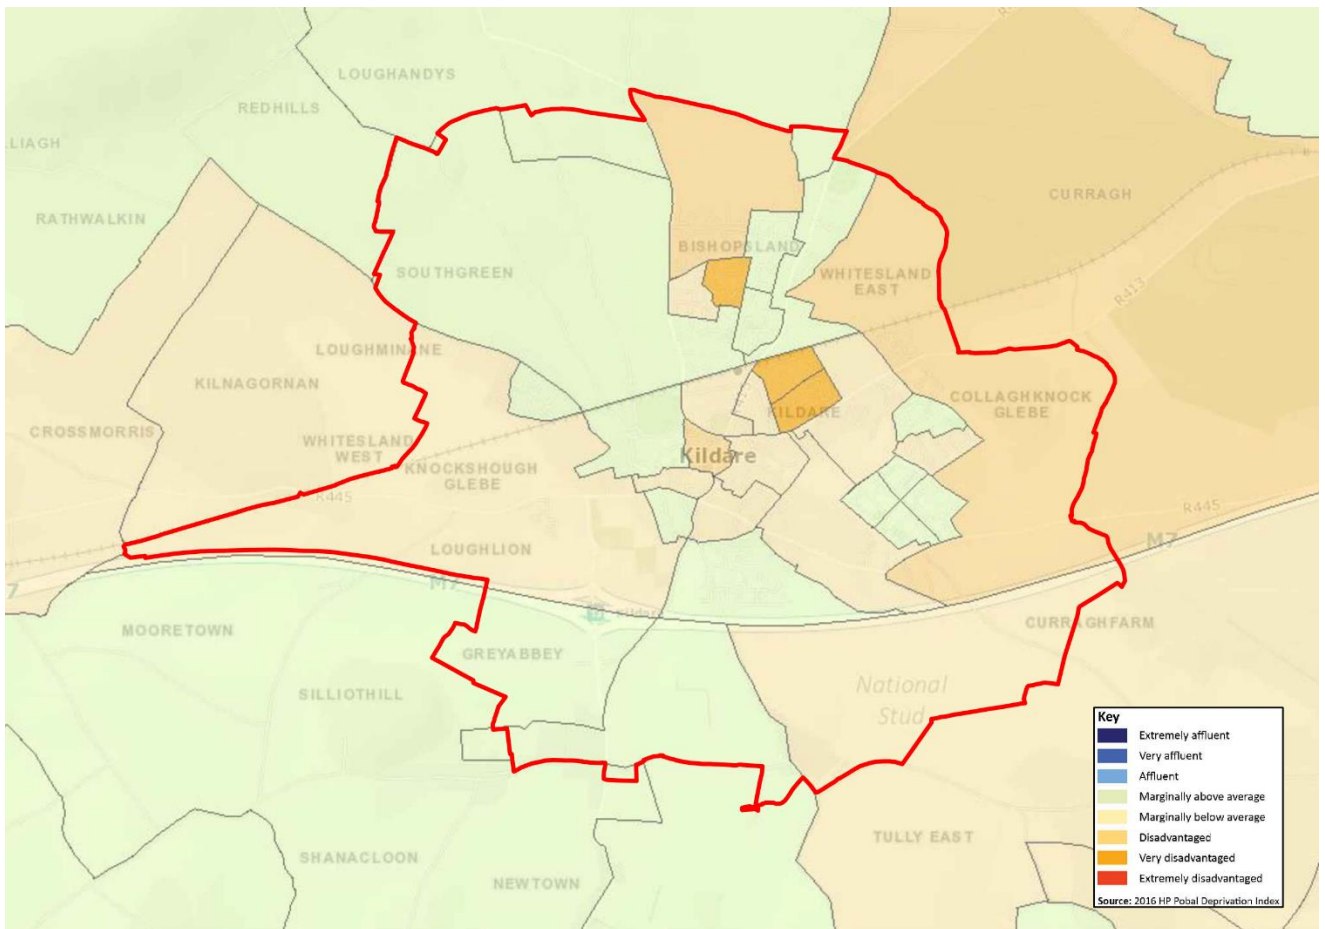 LOUGHANDYS
REDHILLS
LLIAGH
CURRAGH
RATHWALKIN
BISHOPSLAND
SOUTHGREEN
WHITESLAND
EAST
R413
LOUGHMINANE
KILNAGORNAN
COLLAGHKNOCK
GLEBE
KILDARE
CROSSMORRIS
WHITESLAND
WEST
Kildare
KNOCKSHOUGH
GLEBE
R445
R445
LOUGHLION
M7
M7
7
Kildare
MOORETOWN
CURRAGHFARM
GREYABBEY
SILLIOTHILL
National
Stud
TULLY EAST
SHANACLOON
NEWTOWN
Key
Extremely affluent
Very affluent
Affluent
Marginally above average
Marginally below average
Disadvantaged
Very disadvantaged
Extremely disadvantaged
Source: 2016 HP Pobal Deprivation Index